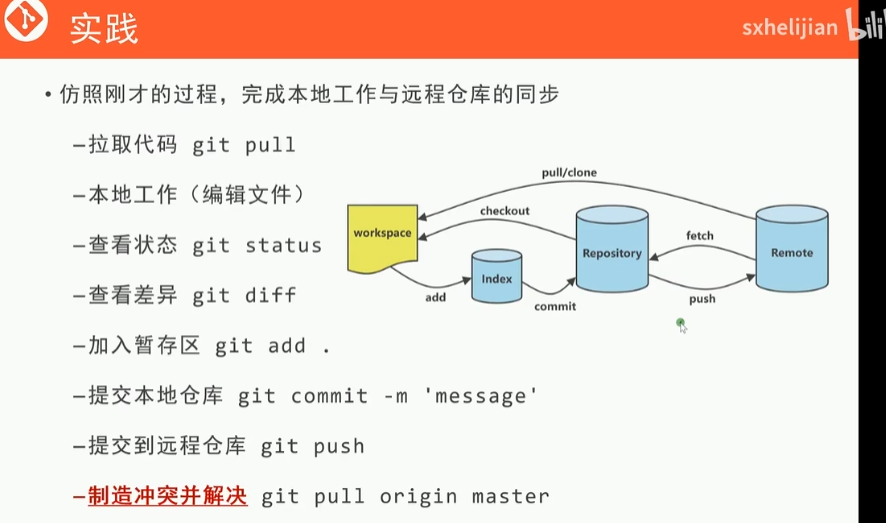 实践
sxhelijian bili
• 仿照刚才的过程，完成本地工作与远程仓库的同步
–拉取代码 git pull
–本地工作（编辑文件）
–查看状态 git status
–查看差异 git diff
–加入暂存区 git add .
–提交本地仓库 git commit -m 'message'
–提交到远程仓库 git push
–制造冲突并解决 git pull origin master
pull/clone
checkout
workspace
fetch
Repository
Remote
Index
add
commit
push